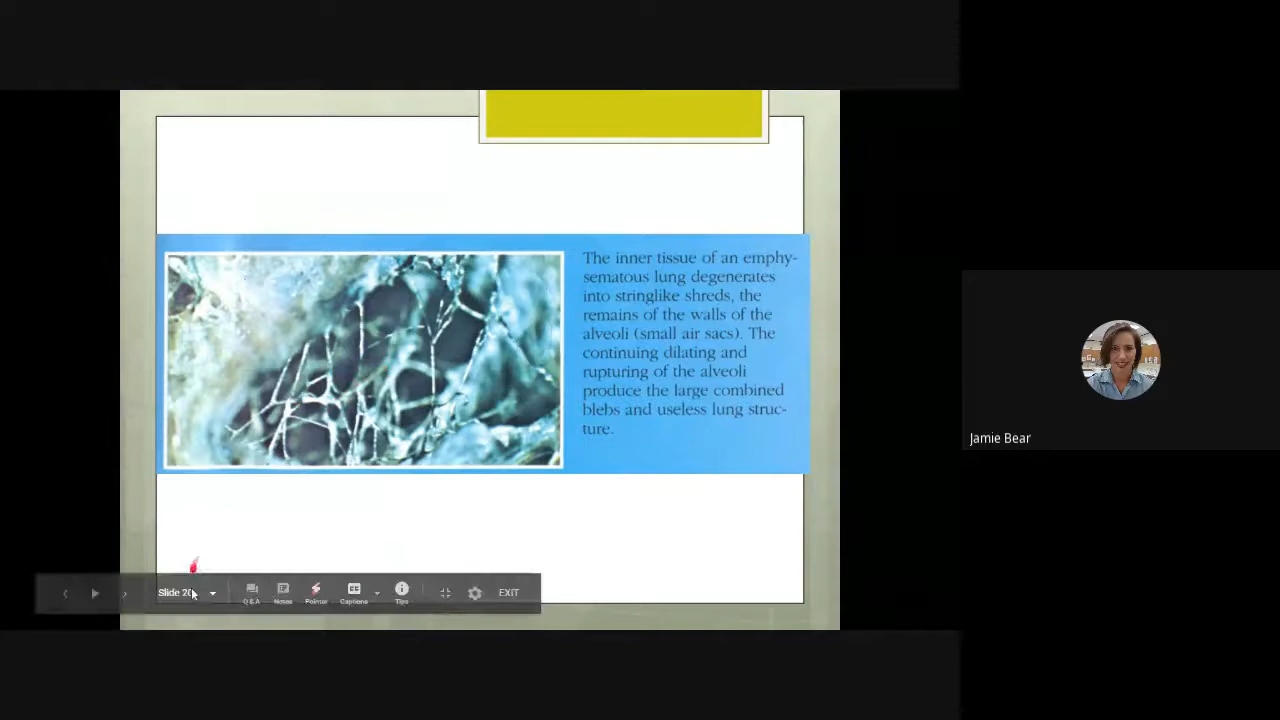 The inner tissue of an emphy-
sematous lung degenerates
into stringlike shreds, the
remains of the walls of the
alveoli (small air sacs). The
continuing dilating and
rupturing of the alveoli
produce the large combined
blebs and useless lung struc-
ture.
Jamie Bear
Slide 20
Q & A Notes Pointer Captions Tips EXIT